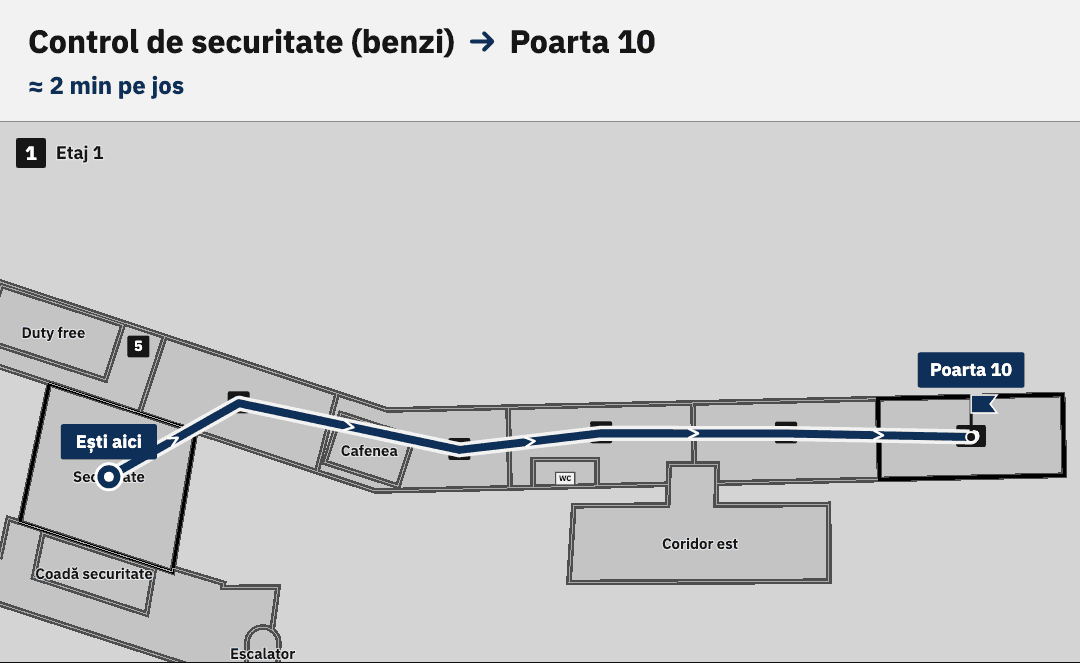 Control de securitate (benzi) → Poarta 10
≈ 2 min pe jos
1 Etaj 1
Duty free
5
Poarta 10
Ești aici
Cafenea
WC
Coridor est
Coadă securitate
Escalator